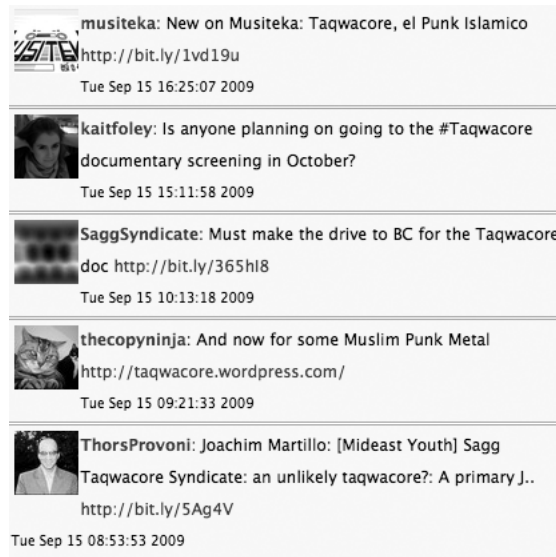 USITEK
musiteka: New on Musiteka: Taqwacore, el Punk Islamico
http://bit.ly/1vd19u
Tue Sep 15 16:25:07 2009
kaitfoley: Is anyone planning on going to the #Taqwacore
documentary screening in October?
Tue Sep 15 15:11:58 2009
SaggSyndicate: Must make the drive to BC for the Taqwacore
doc http://bit.ly/365hl8
Tue Sep 15 10:13:18 2009
thecopyninja: And now for some Muslim Punk Metal
http://taqwacore.wordpress.com/
Tue Sep 15 09:21:33 2009
ThorsProvoni: Joachim Martillo: [Mideast Youth] Sagg
Taqwacore Syndicate: an unlikely taqwacore?: A primary J..
http://bit.ly/5Ag4V
Tue Sep 15 08:53:53 2009